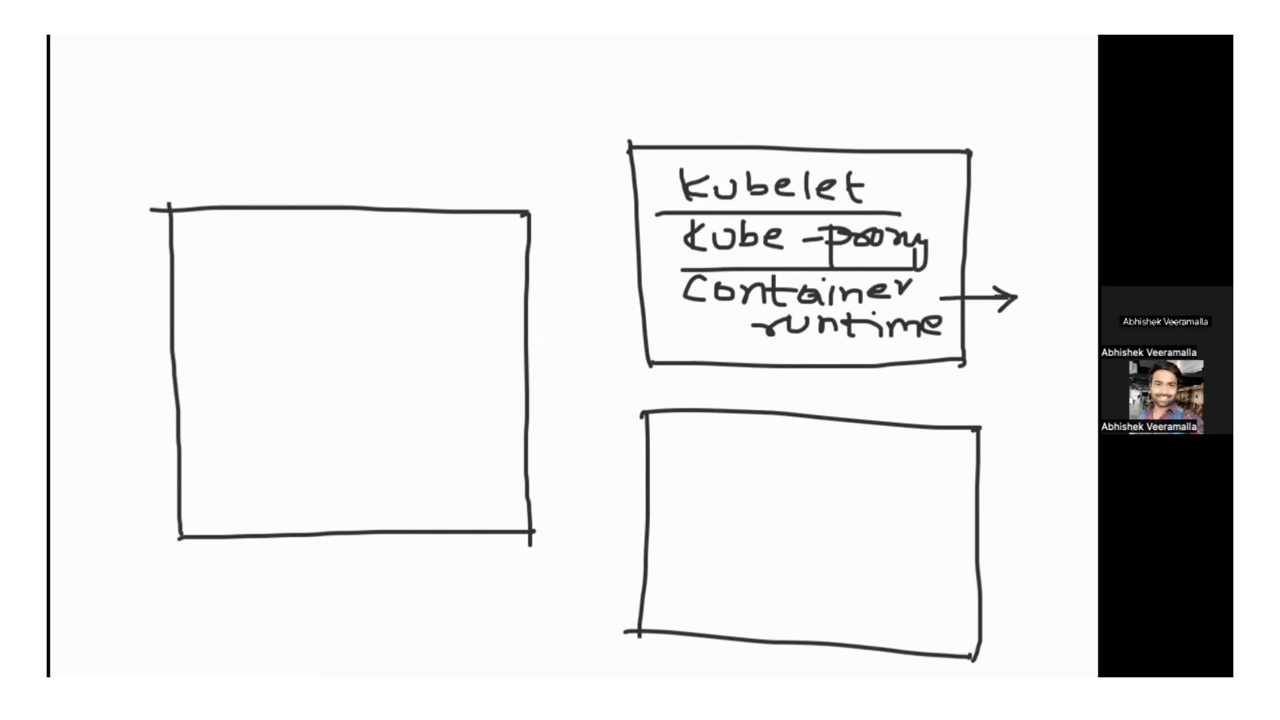 Kubelet
Kube - proxy
Container
runtime
Abhishek Veeramalla
Abhishek Veeramalla
Abhishek Veeramalla